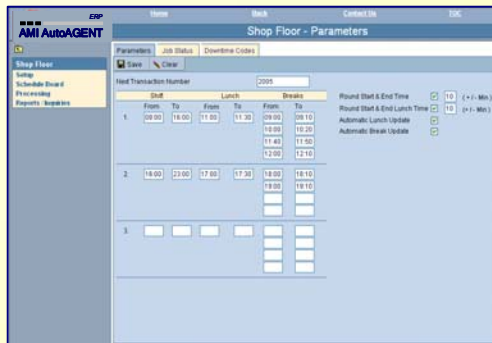 ERP
AMI AutoAGENT
Home Back Contact Us TOC
Shop Floor - Parameters
Parameters Job Status Downtime Codes
Save Clear
Shop Floor
Setup
Schedule Board
Processing
Reports / Inquiries
Next Transaction Number 2005
Shift Lunch Breaks
From To From To From To
1. 08:00 16:00 11:00 11:30 09:00 09:10
10:00 10:20
11:40 11:50
12:00 12:10
2. 16:00 23:00 17:00 17:30 18:00 18:10
19:00 19:10
3.
Round Start & End Time 10 (+ / - Min.)
Round Start & End Lunch Time 10 (+ / - Min.)
Automatic Lunch Update
Automatic Break Update